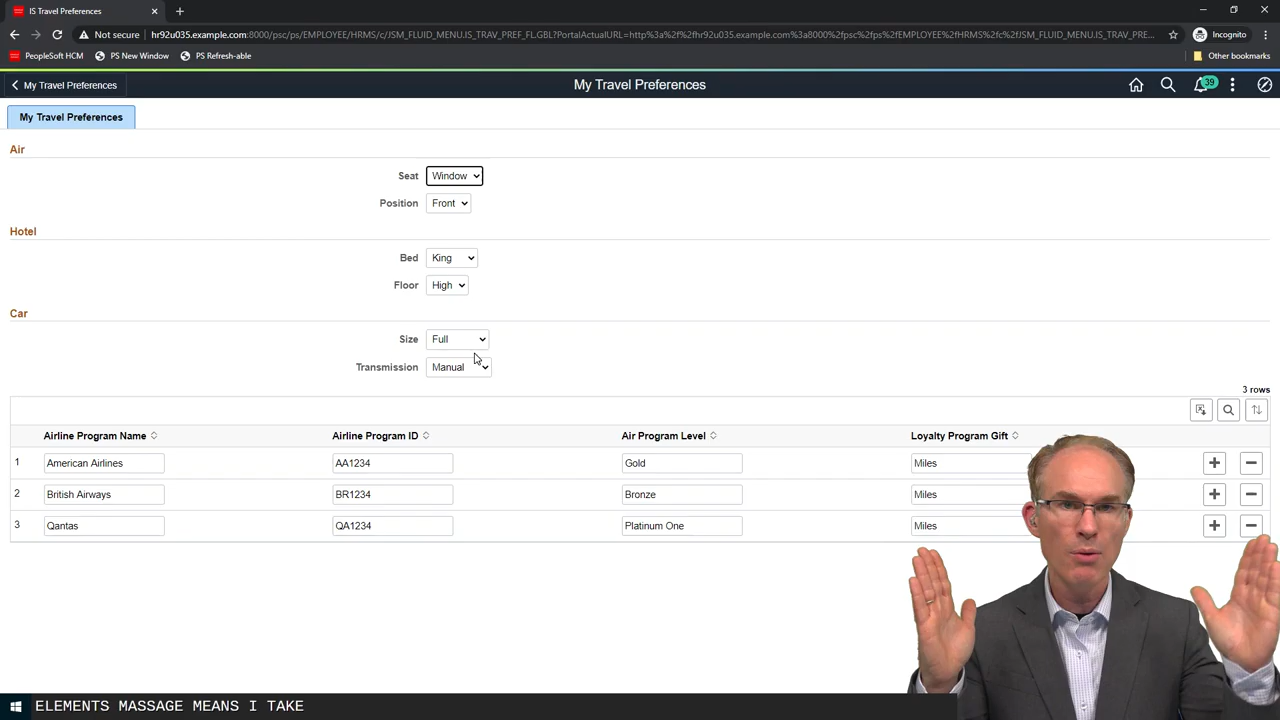 IS Travel Preferences
Not secure hr92u035.example.com:8000/psc/ps/EMPLOYEE/HRMS/c/JSM_FLUID_MENU.IS_TRAV_PREF_FL.GBL?PortalActualURL=http%3a%2f%2fhr92u035.example.com%3a8000%2fpsc%2fps%2fEMPLOYEE%2fHRMS%2fc%2fJSM_FLUID_MENU.IS_TRAV_PREF_FL.GBL%2fPE... Incognito
PeopleSoft HCM PS New Window PS Refresh-able Other bookmarks
My Travel Preferences My Travel Preferences 39
My Travel Preferences
Air
Seat Window
Position Front
Hotel
Bed King
Floor High
Car
Size Full
Transmission Manual
3 rows
Airline Program Name Airline Program ID Air Program Level Loyalty Program Gift
1 American Airlines AA1234 Gold Miles
2 British Airways BR1234 Bronze Miles
3 Qantas QA1234 Platinum One Miles
ELEMENTS MASSAGE MEANS I TAKE